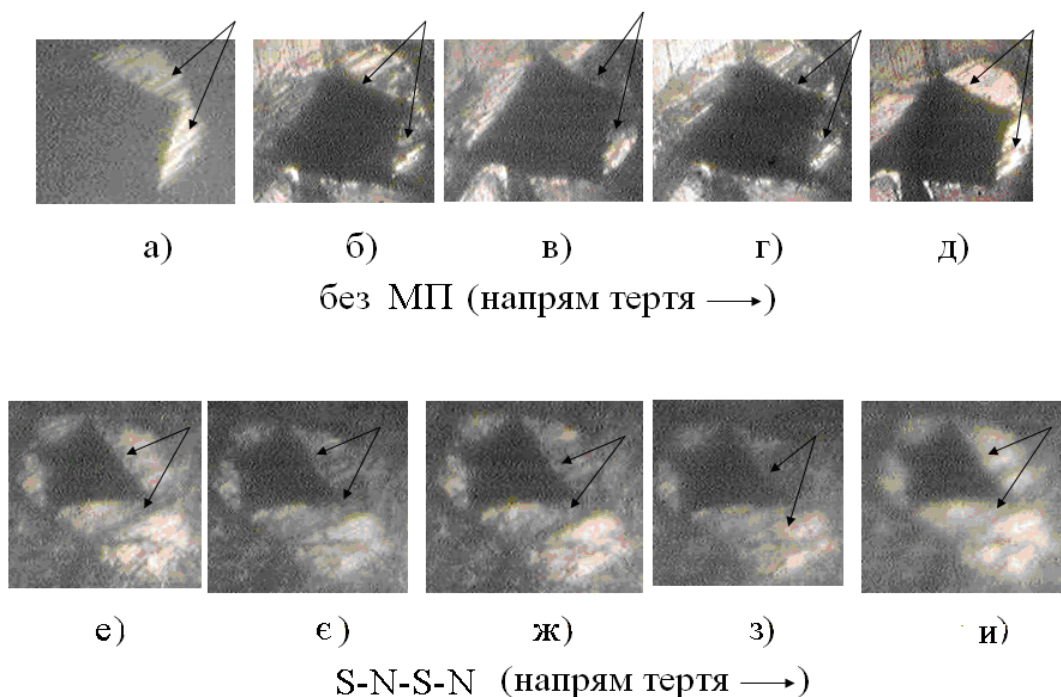 а) б) в) г) д)
без МП (напрям тертя →)
е) є) ж) з) и)
S-N-S-N (напрям тертя →)